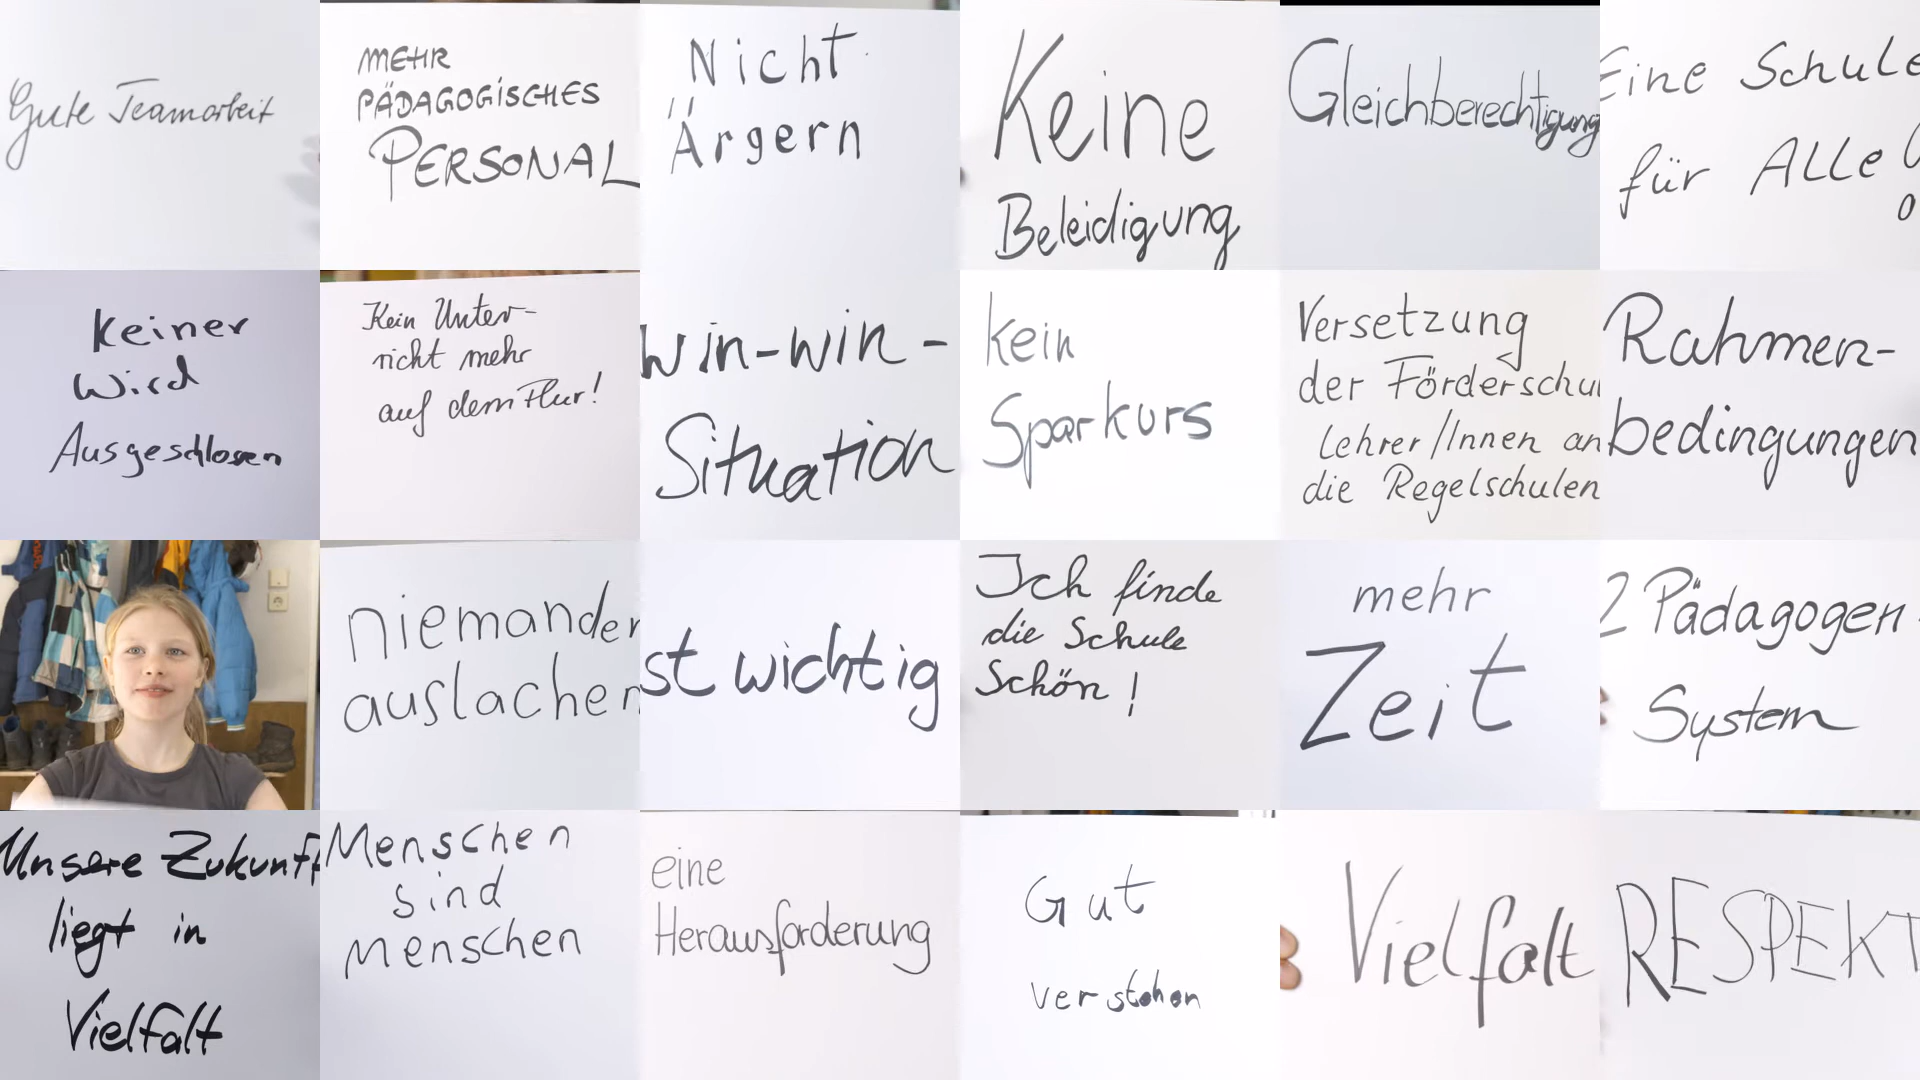 Gute Teamarbeit
MEHR
PÄDAGOGISCHES
PERSONAL
Nicht
Ärgern
Keine
Beleidigung
Gleichberechtigung
Eine Schule
für ALLe
Keiner
Wird
Ausgeschlosen
Kein Unter-
richt mehr
auf dem Flur!
win-win-
Situation
kein
Sparkurs
Versetzung
der Förderschul
Lehrer/Innen an
die Regelschulen
Rahmen-
bedingungen
niemanden
auslachen
st wichtig
Ich finde
die Schule
Schön!
mehr
Zeit
2 Pädagogen-
System
Unsere Zukunft
liegt in
Vielfalt
Menschen
sind
menschen
eine
Herausforderung
Gut
verstehen
Vielfalt
RESPEKT